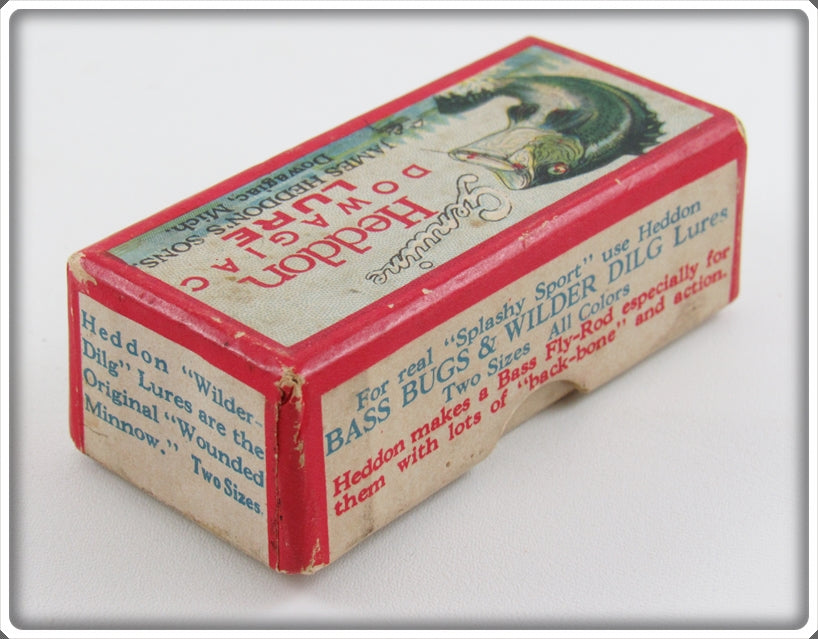 Genuine
Heddon
DOWAGIAC
LURE
JAMES HEDDON'S SONS
Dowagiac, Mich.
Heddon "Wilder-
Dilg" Lures are the
Original "Wounded
Minnow." Two Sizes.
For real "Splashy Sport" use Heddon
BASS BUGS & WILDER DILG Lures
Two Sizes All Colors
Heddon makes a Bass Fly-Rod especially for
them with lots of "back-bone" and action.